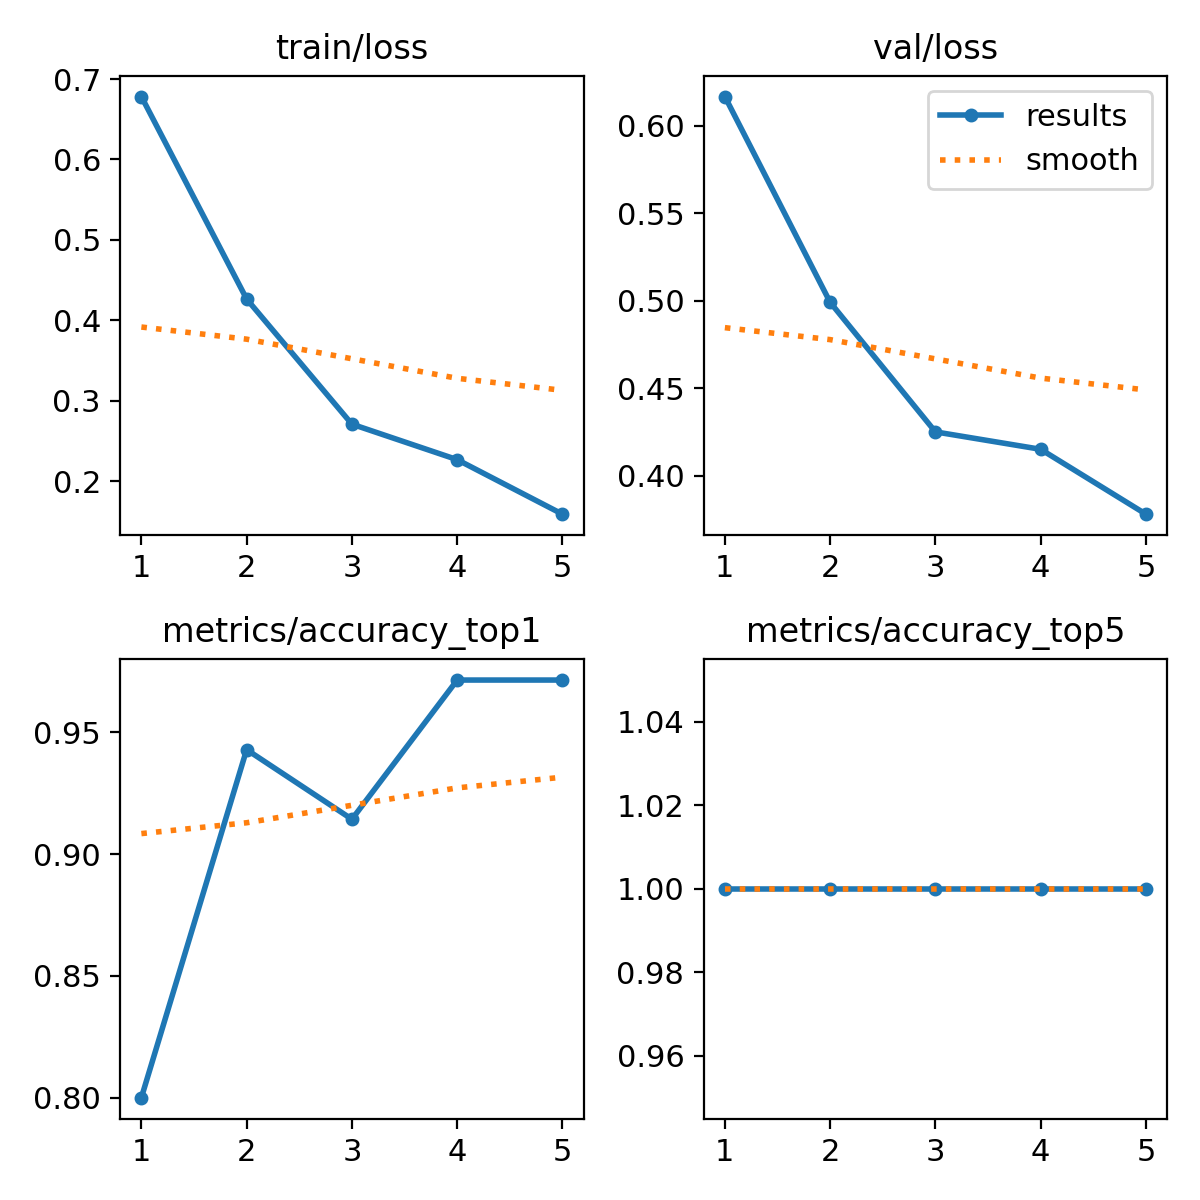 train/loss
0.7
0.6
0.5
0.4
0.3
0.2
1 2 3 4 5
val/loss
results
smooth
0.60
0.55
0.50
0.45
0.40
1 2 3 4 5
metrics/accuracy_top1
0.95
0.90
0.85
0.80
1 2 3 4 5
metrics/accuracy_top5
1.04
1.02
1.00
0.98
0.96
1 2 3 4 5